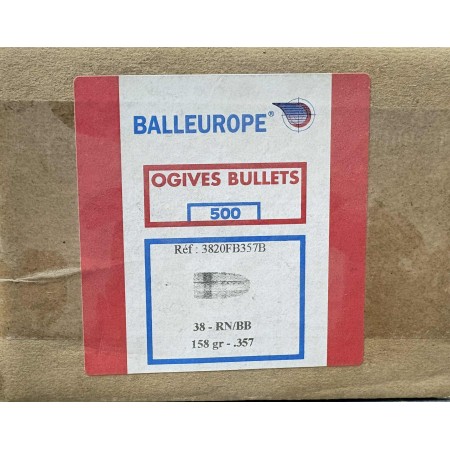 BALLEUROPE®
OGIVES BULLETS
500
Réf : 3820FB357B
38 - RN/BB
158 gr - .357